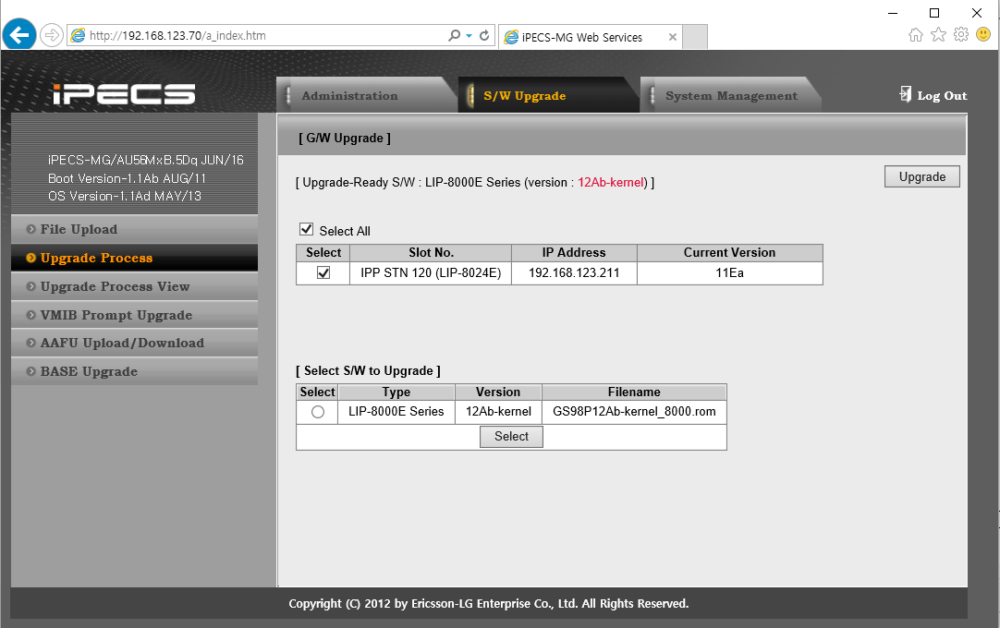 http://192.168.123.70/a_index.htm
iPECS-MG Web Services
iPECS
Administration
S/W Upgrade
System Management
Log Out
iPECS-MG/AU56MxB.5Dq JUN/16
Boot Version-1.1Ab AUG/11
OS Version-1.1Ad MAY/13
File Upload
Upgrade Process
Upgrade Process View
VMIB Prompt Upgrade
AAFU Upload/Download
BASE Upgrade
[ G/W Upgrade ]
[ Upgrade-Ready S/W : LIP-8000E Series (version : 12Ab-kernel) ]
Upgrade
Select All
Select Slot No. IP Address Current Version
IPP STN 120 (LIP-8024E) 192.168.123.211 11Ea
[ Select S/W to Upgrade ]
Select Type Version Filename
LIP-8000E Series 12Ab-kernel GS98P12Ab-kernel_8000.rom
Select
Copyright (C) 2012 by Ericsson-LG Enterprise Co., Ltd. All Rights Reserved.